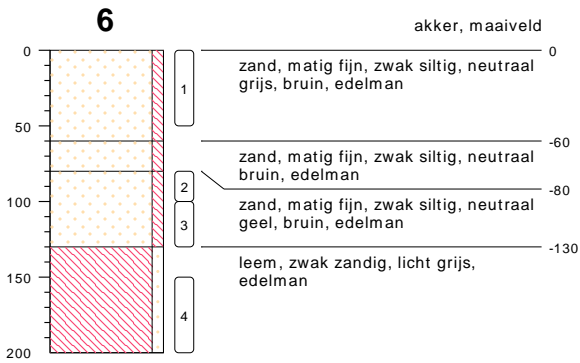 6
akker, maaiveld
0
0
zand, matig fijn, zwak siltig, neutraal
grijs, bruin, edelman
1
50
-60
zand, matig fijn, zwak siltig, neutraal
bruin, edelman
-80
2
100
zand, matig fijn, zwak siltig, neutraal
geel, bruin, edelman
3
-130
leem, zwak zandig, licht grijs,
edelman
150
4
200